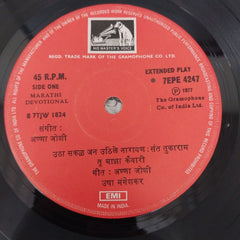 HIS MASTER'S VOICE
REGD. TRADE MARK OF THE GRAMOPHONE CO. LTD.
45 R.P.M.
SIDE ONE
MARATHI
DEVOTIONAL
EXTENDED PLAY
7EPE 4247
S 7TJW 1834
℗ 1977
The Gramophone
Co. of India Ltd.
संगीत :
अण्णा जोशी
उठा सकळ जन उठिले नारायण : संत तुकाराम
तू माझा कैवारी
गीत : अण्णा जोशी
उषा मंगेशकर
EMI
MADE IN INDIA